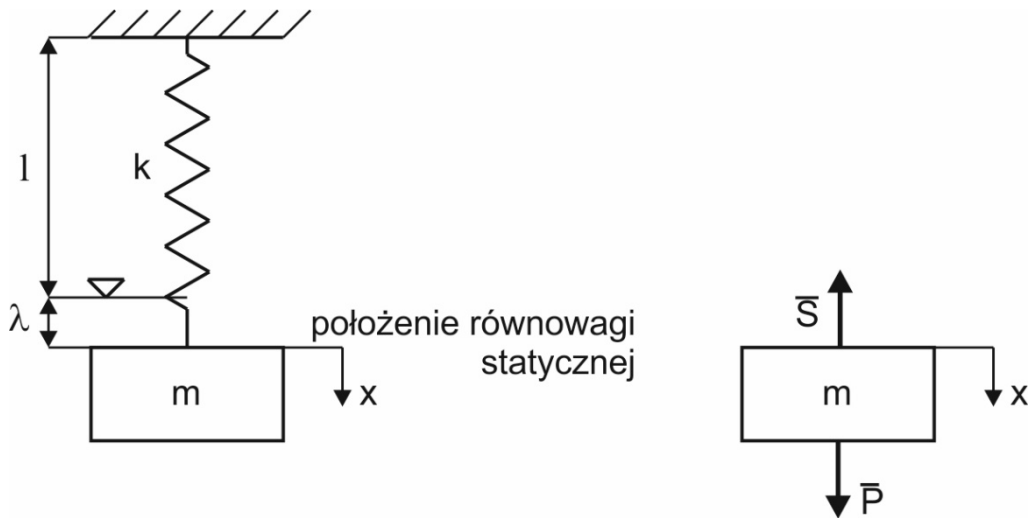 l
k
λ
położenie równowagi
statycznej
m
x
S̅
m
x
P̅